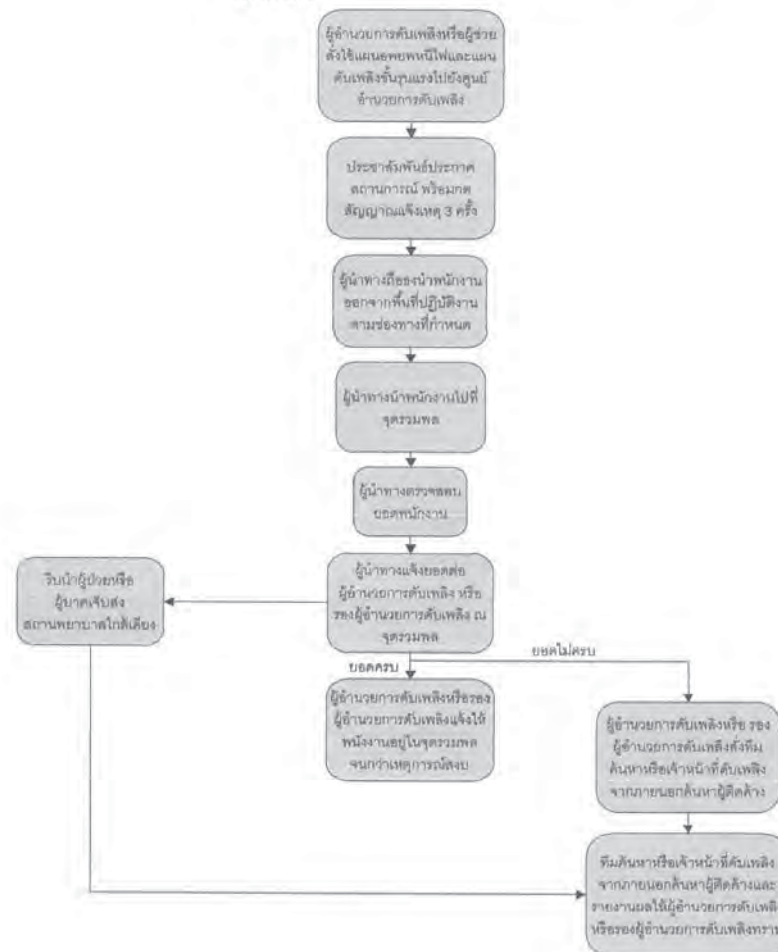 ผู้อำนวยการดับเพลิงหรือผู้ช่วย
สั่งใช้แผนอพยพหนีไฟและแผน
ดับเพลิงขั้นรุนแรงไปยังศูนย์
อำนวยการดับเพลิง
ประชาสัมพันธ์ประกาศ
สถานการณ์ พร้อมกด
สัญญาณแจ้งเหตุ 3 ครั้ง
ผู้นำทางถือธงนำพนักงาน
ออกจากพื้นที่ปฏิบัติงาน
ตามช่องทางที่กำหนด
ผู้นำทางนำพนักงานไปที่
จุดรวมพล
ผู้นำทางตรวจสอบ
ยอดพนักงาน
ผู้นำทางแจ้งยอดต่อ
ผู้อำนวยการดับเพลิง หรือ
รองผู้อำนวยการดับเพลิง ณ
จุดรวมพล
รีบนำผู้ป่วยหรือ
ผู้บาดเจ็บส่ง
สถานพยาบาลใกล้เคียง
ยอดครบ
ยอดไม่ครบ
ผู้อำนวยการดับเพลิงหรือรอง
ผู้อำนวยการดับเพลิงแจ้งให้
พนังงานอยู่ในจุดรวมพล
จนกว่าเหตุการณ์สงบ
ผู้อำนวยการดับเพลิงหรือ รอง
ผู้อำนวยการดับเพลิงสั่งทีม
ค้นหาหรือเจ้าหน้าที่ดับเพลิง
จากภายนอกค้นหาผู้ติดค้าง
ทีมค้นหาหรือเจ้าหน้าที่ดับเพลิง
จากภายนอกค้นหาผู้ติดค้างและ
รายงานผลให้ผู้อำนวยการดับเพลิง
หรือรองผู้อำนวยการดับเพลิงทราบ